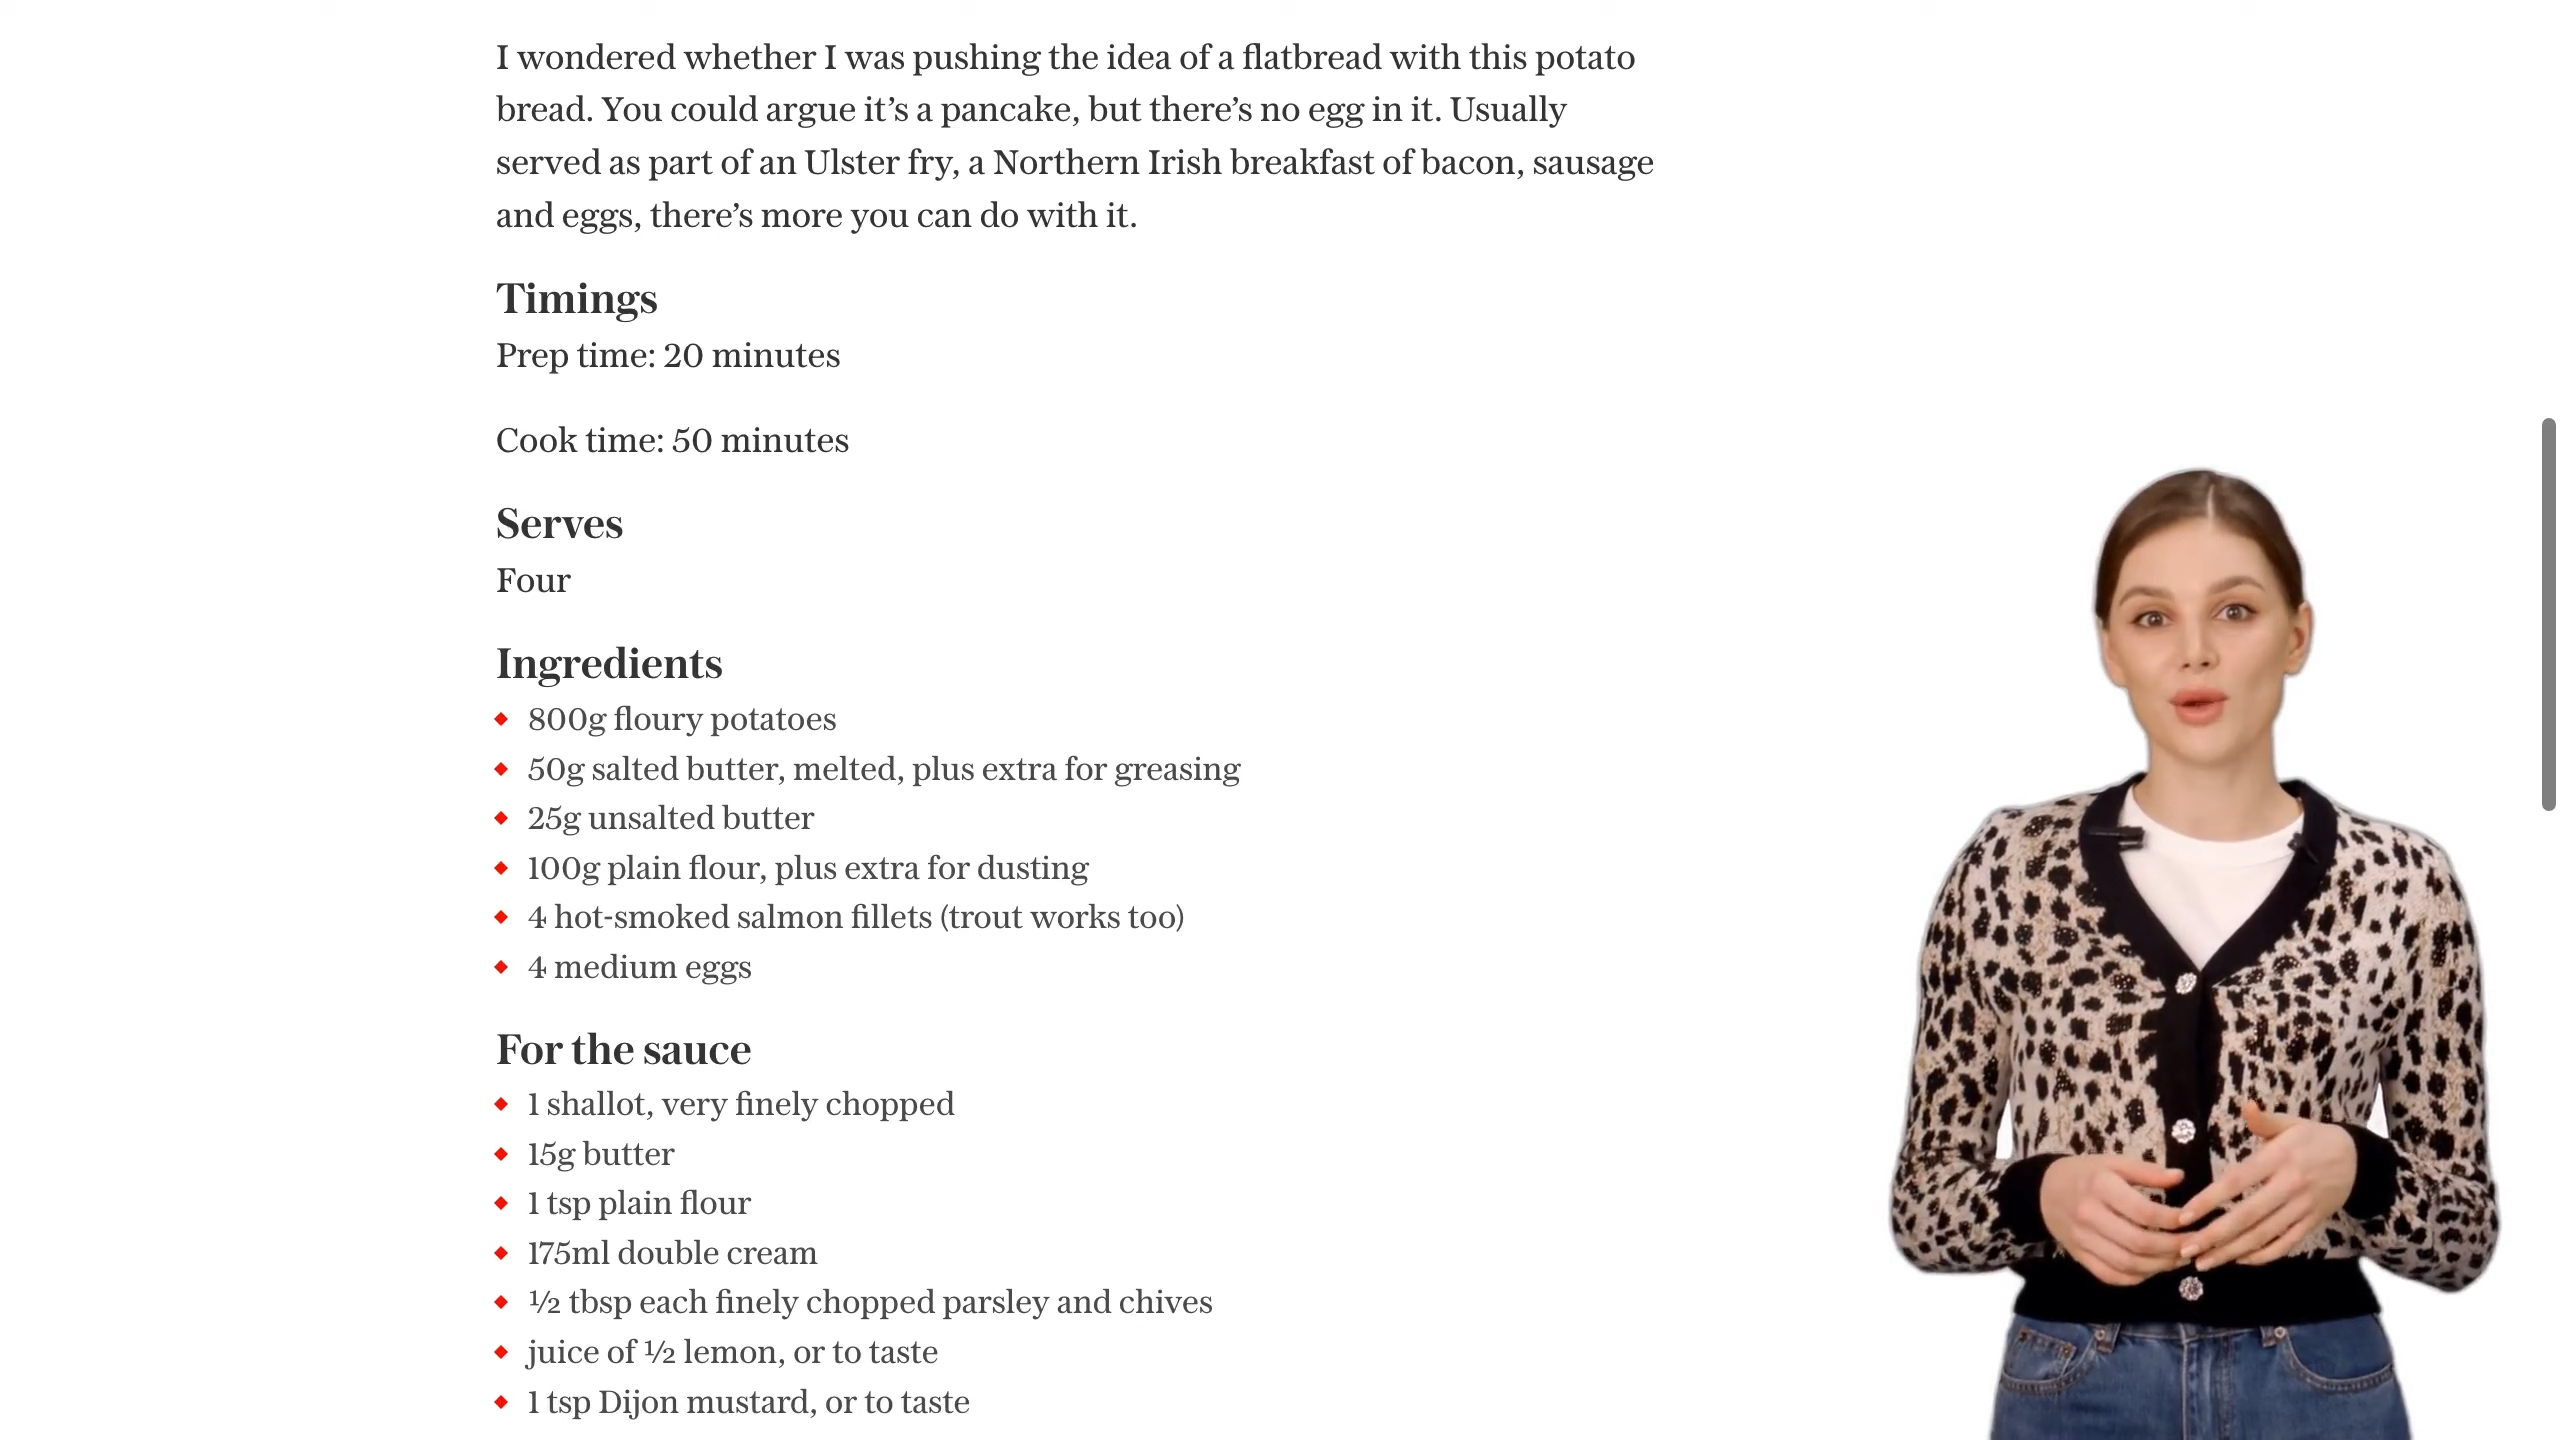 I wondered whether I was pushing the idea of a flatbread with this potato
bread. You could argue it’s a pancake, but there’s no egg in it. Usually
served as part of an Ulster fry, a Northern Irish breakfast of bacon, sausage
and eggs, there’s more you can do with it.
Timings
Prep time: 20 minutes
Cook time: 50 minutes
Serves
Four
Ingredients
800g floury potatoes
50g salted butter, melted, plus extra for greasing
25g unsalted butter
100g plain flour, plus extra for dusting
4 hot-smoked salmon fillets (trout works too)
4 medium eggs
For the sauce
1 shallot, very finely chopped
15g butter
1 tsp plain flour
175ml double cream
½ tbsp each finely chopped parsley and chives
juice of ½ lemon, or to taste
1 tsp Dijon mustard, or to taste